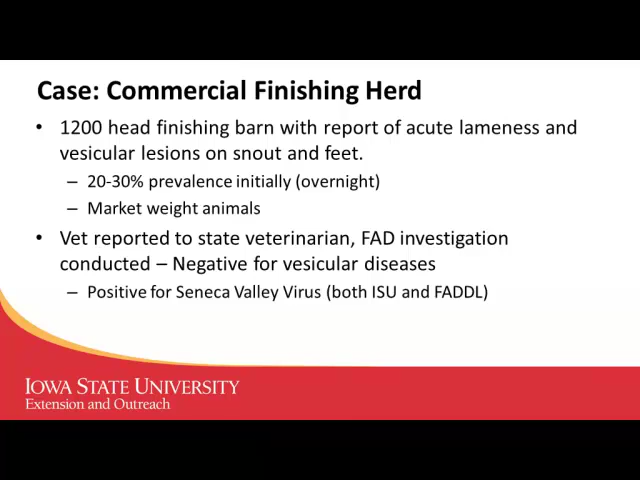 Case: Commercial Finishing Herd
• 1200 head finishing barn with report of acute lameness and
vesicular lesions on snout and feet.
– 20-30% prevalence initially (overnight)
– Market weight animals
• Vet reported to state veterinarian, FAD investigation
conducted – Negative for vesicular diseases
– Positive for Seneca Valley Virus (both ISU and FADDL)
IOWA STATE UNIVERSITY
Extension and Outreach